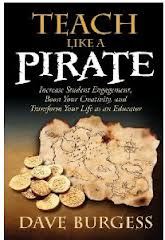 TEACH
LIKE A
PIRATE
Increase Student Engagement,
Boost Your Creativity, and
Transform Your Life as an Educator
DAVE BURGESS